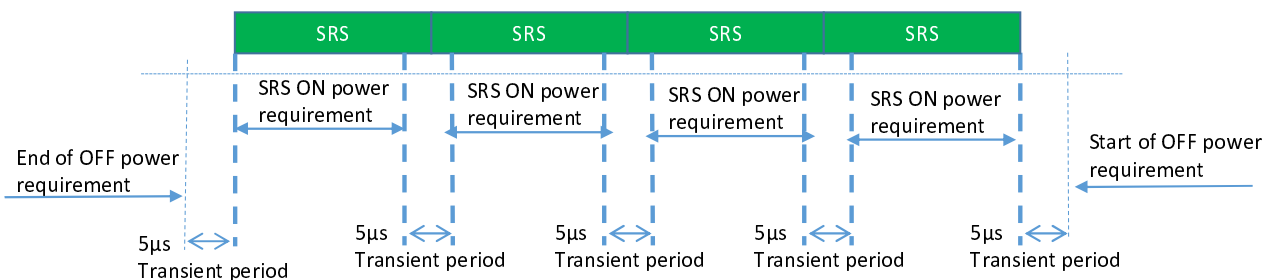 SRS
SRS
SRS
SRS
SRS ON power
requirement
SRS ON power
requirement
SRS ON power
requirement
SRS ON power
requirement
End of OFF power
requirement
Start of OFF power
requirement
5µs
Transient period
5µs
Transient period
5µs
Transient period
5µs
Transient period
5µs
Transient period